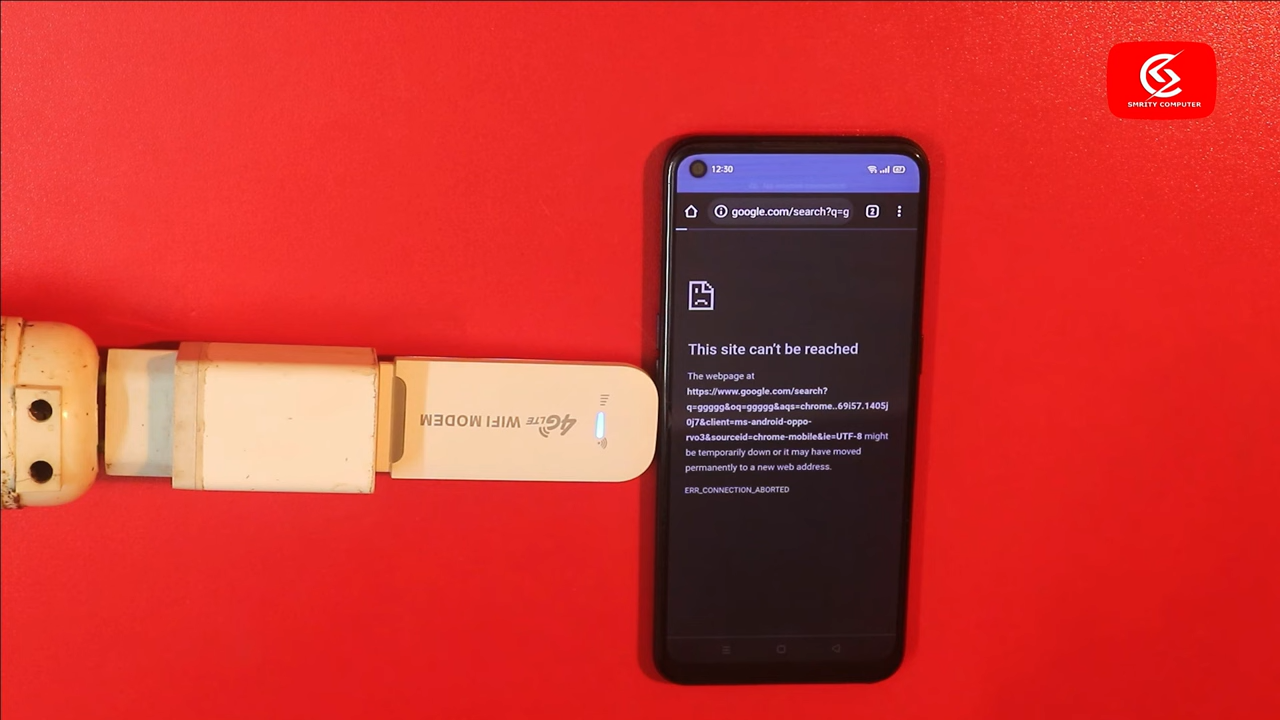 SMRITY COMPUTER
12:30
google.com/search?q=g
2
This site can't be reached
The webpage at
https://www.google.com/search?
q=ggggg&oq=ggggg&aqs=chrome..69i57.1405j
0j7&client=ms-android-oppo-
rvo3&sourceid=chrome-mobile&ie=UTF-8 might
be temporarily down or it may have moved
permanently to a new web address.
ERR_CONNECTION_ABORTED
4G LTE WIFI MODEM